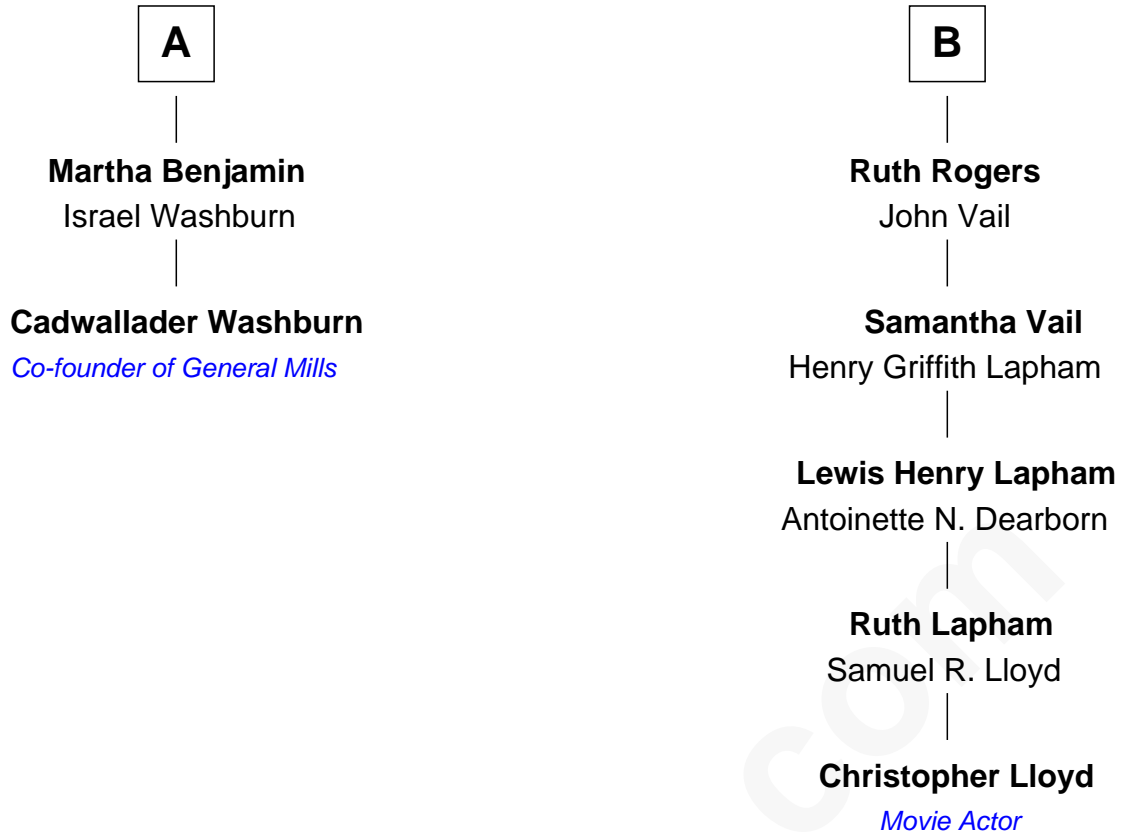 A
Martha Benjamin
Israel Washburn
Cadwallader Washburn
Co-founder of General Mills
B
Ruth Rogers
John Vail
Samantha Vail
Henry Griffith Lapham
Lewis Henry Lapham
Antoinette N. Dearborn
Ruth Lapham
Samuel R. Lloyd
Christopher Lloyd
Movie Actor
com